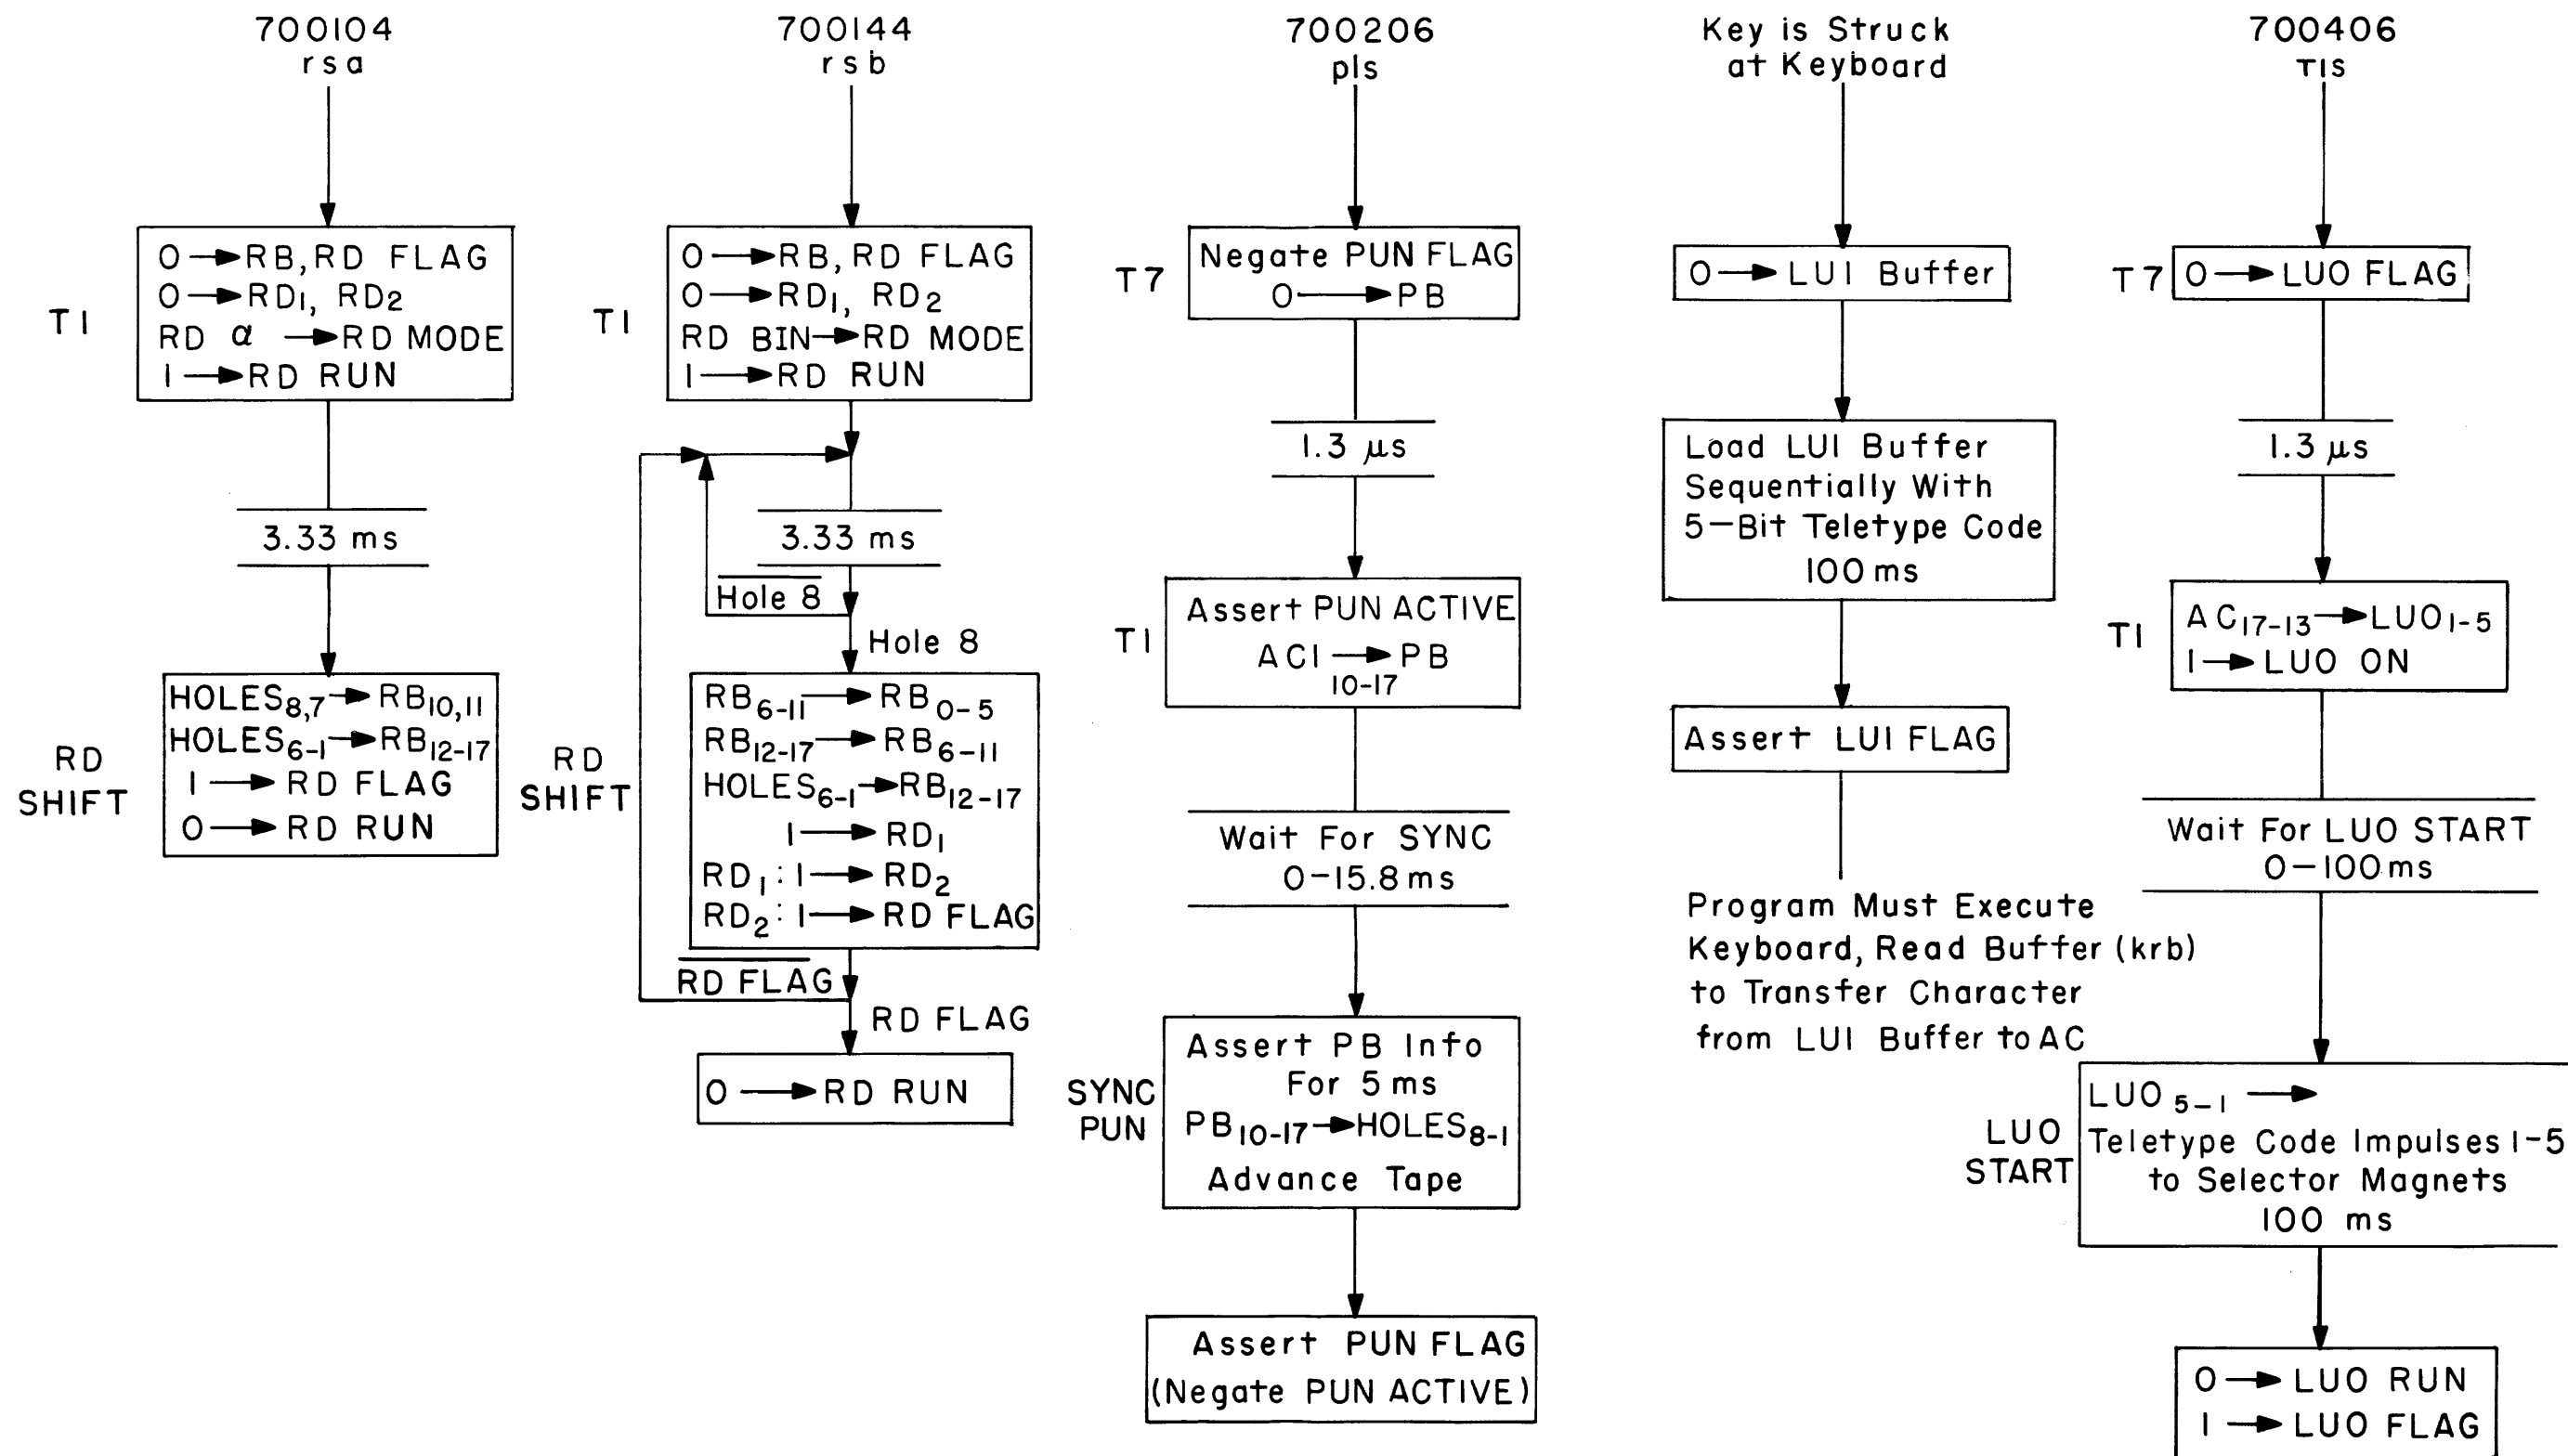 700104
rsa
T1
0 → RB, RD FLAG
0 → RD1, RD2
RD α → RD MODE
1 → RD RUN
3.33 ms
RD
SHIFT
HOLES8,7 → RB10,11
HOLES6-1 → RB12-17
1 → RD FLAG
0 → RD RUN
700144
rsb
T1
0 → RB, RD FLAG
0 → RD1, RD2
RD BIN → RD MODE
1 → RD RUN
3.33 ms
Hole 8
Hole 8
RD
SHIFT
RB6-11 → RB0-5
RB12-17 → RB6-11
HOLES6-1 → RB12-17
1 → RD1
RD1: 1 → RD2
RD2: 1 → RD FLAG
RD FLAG
RD FLAG
0 → RD RUN
700206
pls
T7
Negate PUN FLAG
0 → PB
1.3 μs
T1
Assert PUN ACTIVE
AC1 → PB
10-17
Wait For SYNC
0-15.8 ms
SYNC
PUN
Assert PB Info
For 5 ms
PB10-17 → HOLES8-1
Advance Tape
Assert PUN FLAG
(Negate PUN ACTIVE)
Key is Struck
at Keyboard
0 → LUI Buffer
Load LUI Buffer
Sequentially With
5-Bit Teletype Code
100 ms
Assert LUI FLAG
Program Must Execute
Keyboard, Read Buffer (krb)
to Transfer Character
from LUI Buffer to AC
700406
TIS
T7
0 → LUO FLAG
1.3 μs
T1
AC17-13 → LUO1-5
1 → LUO ON
Wait For LUO START
0-100 ms
LUO
START
LUO5-1 →
Teletype Code Impulses 1-5
to Selector Magnets
100 ms
0 → LUO RUN
1 → LUO FLAG